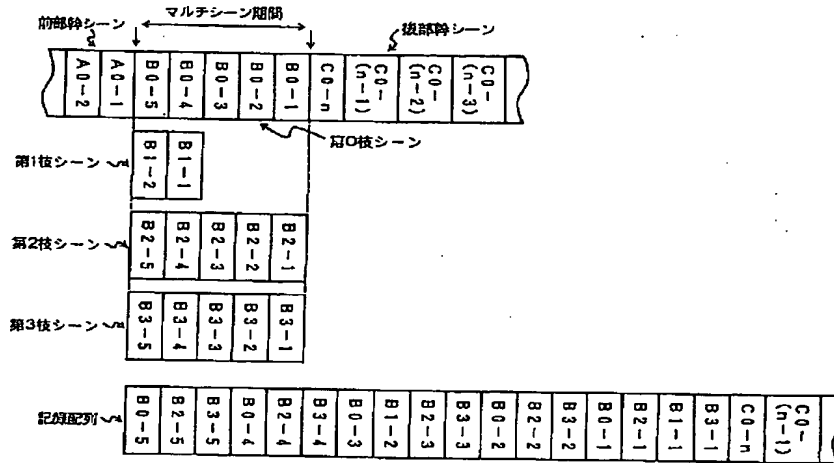 前部幹シーン
マルチシーン期間
後部幹シーン
A0-2
A0-1
B0-5
B0-4
B0-3
B0-2
B0-1
C0-n
C0-(n-1)
C0-(n-2)
C0-(n-3)
第0枝シーン
第1枝シーン
B1-2
B1-1
第2枝シーン
B2-5
B2-4
B2-3
B2-2
B2-1
第3枝シーン
B3-5
B3-4
B3-3
B3-2
B3-1
記録配列
B0-5
B2-5
B3-5
B0-4
B2-4
B3-4
B0-3
B1-2
B2-3
B3-3
B0-2
B2-2
B3-2
B0-1
B2-1
B1-1
B3-1
C0-n
C0-(n-1)